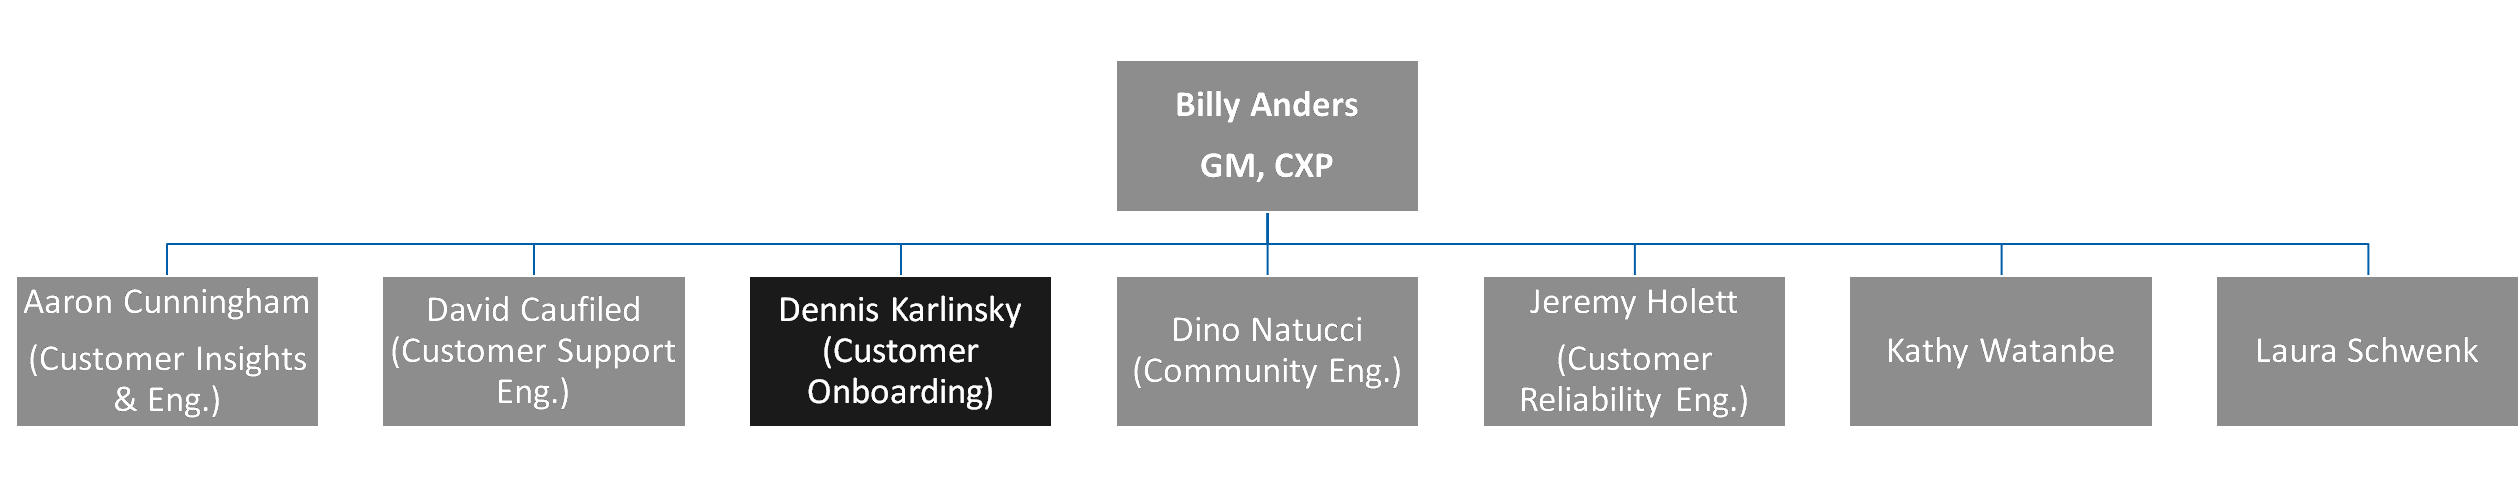 Billy Anders
GM, CXP
Aaron Cunningham
(Customer Insights
& Eng.)
David Caufiled
(Customer Support
Eng.)
Dennis Karlinsky
(Customer
Onboarding)
Dino Natucci
(Community Eng.)
Jeremy Holett
(Customer
Reliability Eng.)
Kathy Watanbe
Laura Schwenk